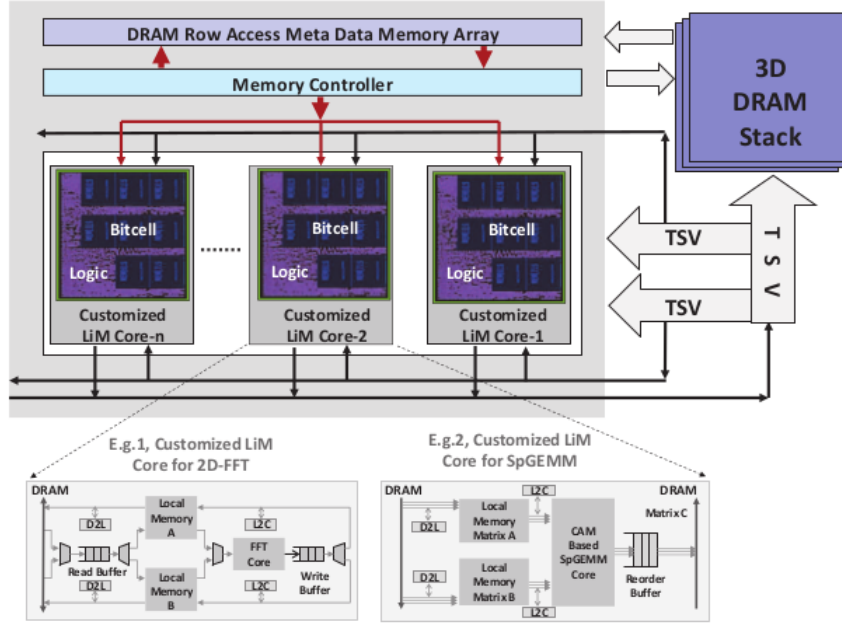 DRAM Row Access Meta Data Memory Array
Memory Controller
3D
DRAM
Stack
Bitcell
Logic
Customized
LiM Core-n
.......
Bitcell
Logic
Customized
LiM Core-2
Bitcell
Logic
Customized
LiM Core-1
TSV
TSV
T S V
E.g.1, Customized LiM
Core for 2D-FFT
E.g.2, Customized LiM
Core for SpGEMM
DRAM
D2L
Local
Memory
A
L2C
Read Buffer
FFT
Core
Write
Buffer
D2L
Local
Memory
B
L2C
DRAM
D2L
Local
Memory
Matrix A
L2C
CAM
Based
SpGEMM
Core
DRAM
Matrix C
Reorder
Buffer
D2L
Local
Memory
Matrix B
L2C